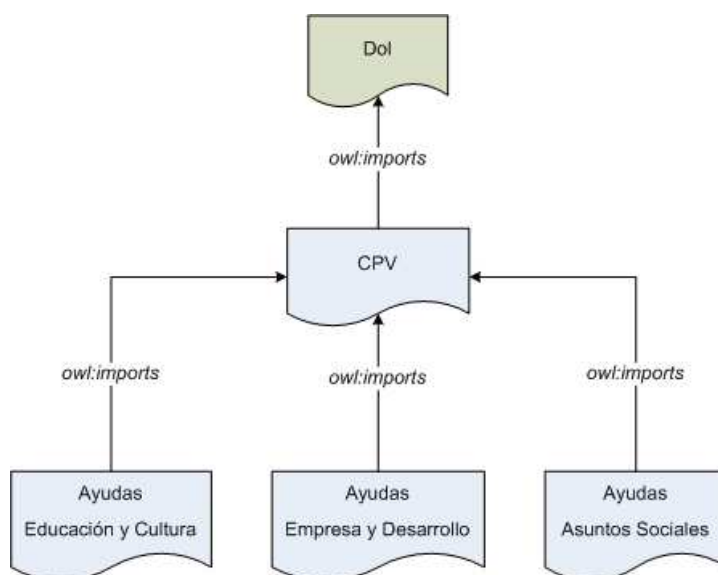 DoI
owl:imports
CPV
owl:imports
owl:imports
owl:imports
Ayudas
Educación y Cultura
Ayudas
Empresa y Desarrollo
Ayudas
Asuntos Sociales